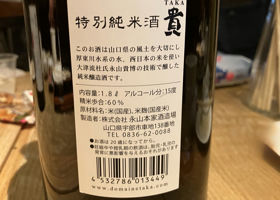 TAKA
特別純米酒 貴
このお酒は山口県の風土を大切にし
厚東川水系の水、西日本の米を使い
大津流杜氏永山貴博の技術で醸した
純米醸造酒です。
内容量:1.8ℓ アルコール分:15度
精米歩合:60%
原材料名:米(国産)、米麹(国産米)
製造者:株式会社 永山本家酒造場
山口県宇部市車地138番
TEL 0836-62-0088
お酒は20歳になってから。
妊娠中や授乳期の飲酒は、胎児・乳児の
発育に悪影響を与えるおそれがあります
4 532786 013449
www.domainetaka.com